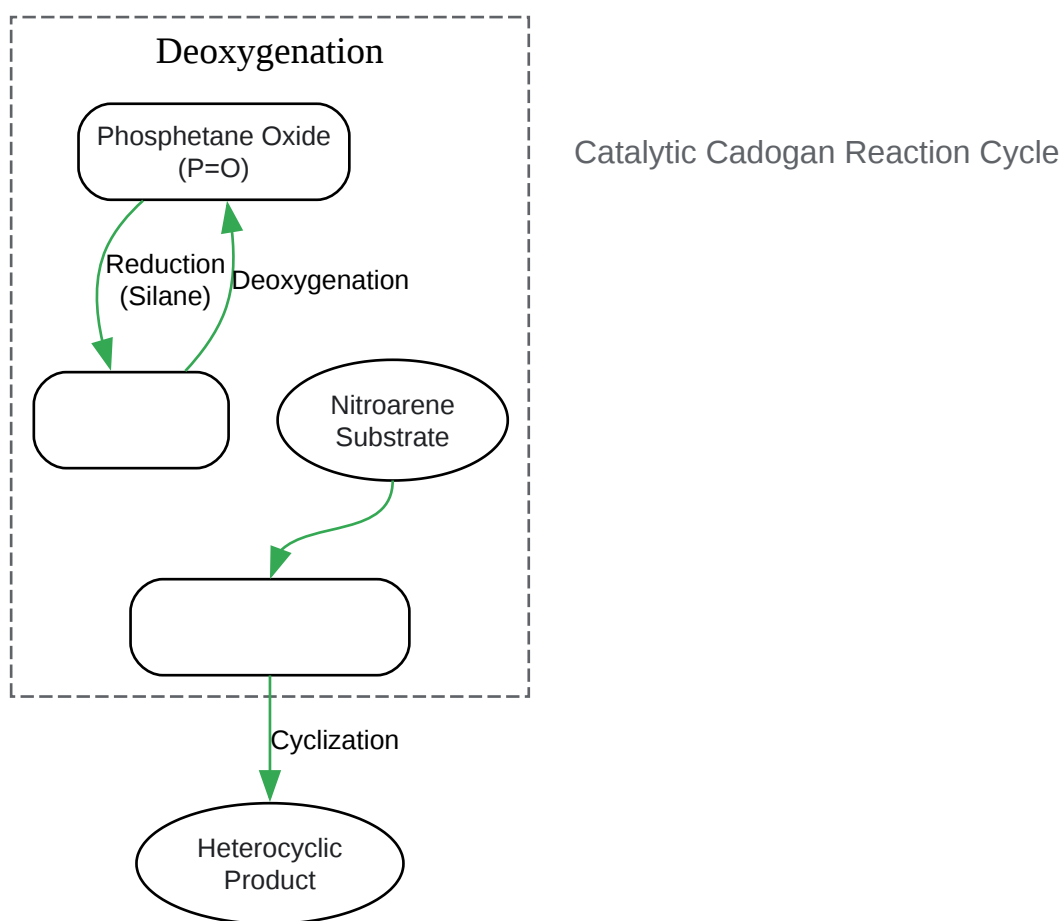 Deoxygenation
Phosphetane Oxide
(P=O)
Catalytic Cadogan Reaction Cycle
Reduction
(Silane)
Deoxygenation
Nitroarene
Substrate
Cyclization
Heterocyclic
Product